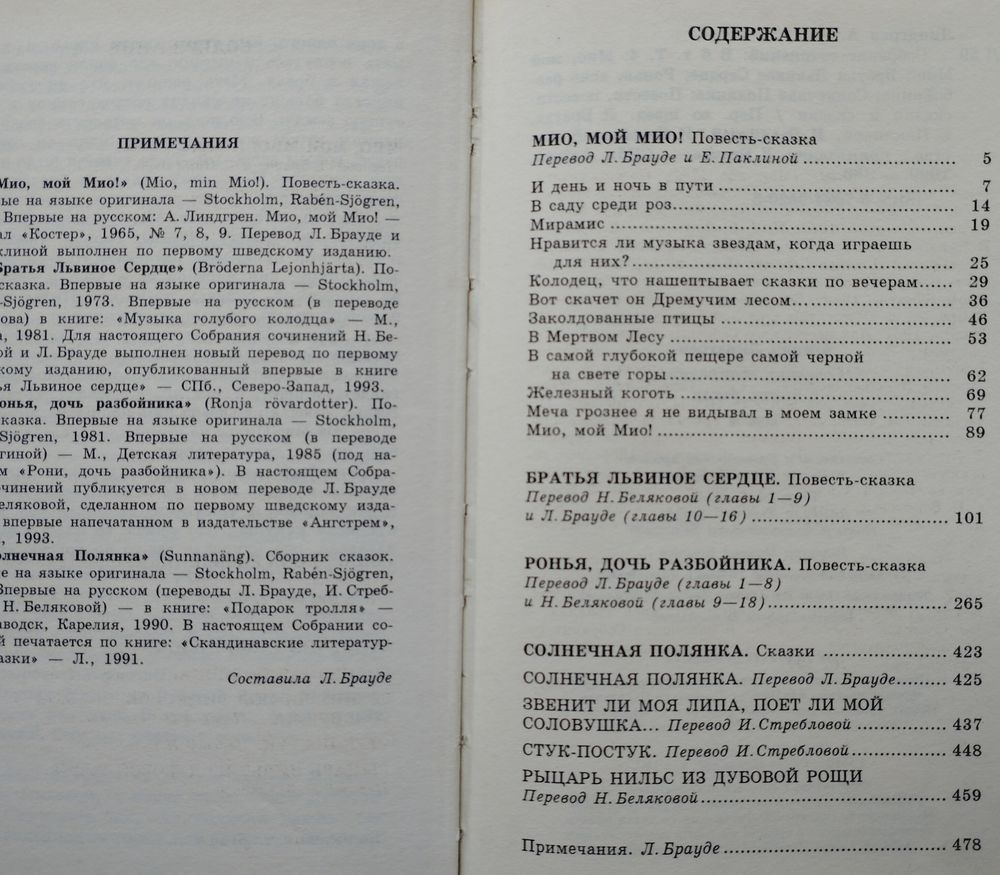 ПРИМЕЧАНИЯ
Мио, мой Мио!» (Mio, min Mio!). Повесть-сказка.
ые на языке оригинала — Stockholm, Rabén-Sjögren,
Впервые на русском: А. Линдгрен. Мио, мой Мио! —
ал «Костер», 1965, № 7, 8, 9. Перевод Л. Брауде и
клиной выполнен по первому шведскому изданию.
Братья Львиное Сердце» (Bröderna Lejonhjärta). По-
сказка. Впервые на языке оригинала — Stockholm,
-Sjögren, 1973. Впервые на русском (в переводе
ова) в книге: «Музыка голубого колодца» — М.,
а, 1981. Для настоящего Собрания сочинений Н. Бе-
ой и Л. Брауде выполнен новый перевод по первому
кому изданию, опубликованный впервые в книге
ья Львиное сердце» — СПб., Северо-Запад, 1993.
онья, дочь разбойника» (Ronja rövardotter). По-
сказка. Впервые на языке оригинала — Stockholm,
Sjögren, 1981. Впервые на русском (в переводе
гиной) — М., Детская литература, 1985 (под на-
м «Рони, дочь разбойника»). В настоящем Собра-
очинений публикуется в новом переводе Л. Брауде
еляковой, сделанном по первому шведскому изда-
впервые напечатанном в издательстве «Ангстрем»,
, 1993.
олнечная Полянка» (Sunnanäng). Сборник сказок.
е на языке оригинала — Stockholm, Rabén-Sjögren,
Впервые на русском (переводы Л. Брауде, И. Стреб-
Н. Беляковой) — в книге: «Подарок тролля» —
аводск, Карелия, 1990. В настоящем Собрании со-
й печатается по книге: «Скандинавские литератур-
азки» — Л., 1991.
Составила Л. Брауде
СОДЕРЖАНИЕ
МИО, МОЙ МИО! Повесть-сказка
Перевод Л. Брауде и Е. Паклиной ..... 5
И день и ночь в пути ..... 7
В саду среди роз ..... 14
Мирамис ..... 19
Нравится ли музыка звездам, когда играешь
для них? ..... 25
Колодец, что нашептывает сказки по вечерам ..... 29
Вот скачет он Дремучим лесом ..... 36
Заколдованные птицы ..... 46
В Мертвом Лесу ..... 53
В самой глубокой пещере самой черной
на свете горы ..... 62
Железный коготь ..... 69
Меча грознее я не видывал в моем замке ..... 77
Мио, мой Мио! ..... 89
БРАТЬЯ ЛЬВИНОЕ СЕРДЦЕ. Повесть-сказка
Перевод Н. Беляковой (главы 1—9)
и Л. Брауде (главы 10—16) ..... 101
РОНЬЯ, ДОЧЬ РАЗБОЙНИКА. Повесть-сказка
Перевод Л. Брауде (главы 1—8)
и Н. Беляковой (главы 9—18) ..... 265
СОЛНЕЧНАЯ ПОЛЯНКА. Сказки ..... 423
СОЛНЕЧНАЯ ПОЛЯНКА. Перевод Л. Брауде ..... 425
ЗВЕНИТ ЛИ МОЯ ЛИПА, ПОЕТ ЛИ МОЙ
СОЛОВУШКА... Перевод И. Стребловой ..... 437
СТУК-ПОСТУК. Перевод И. Стребловой ..... 448
РЫЦАРЬ НИЛЬС ИЗ ДУБОВОЙ РОЩИ
Перевод Н. Беляковой ..... 459
Примечания. Л. Брауде ..... 478